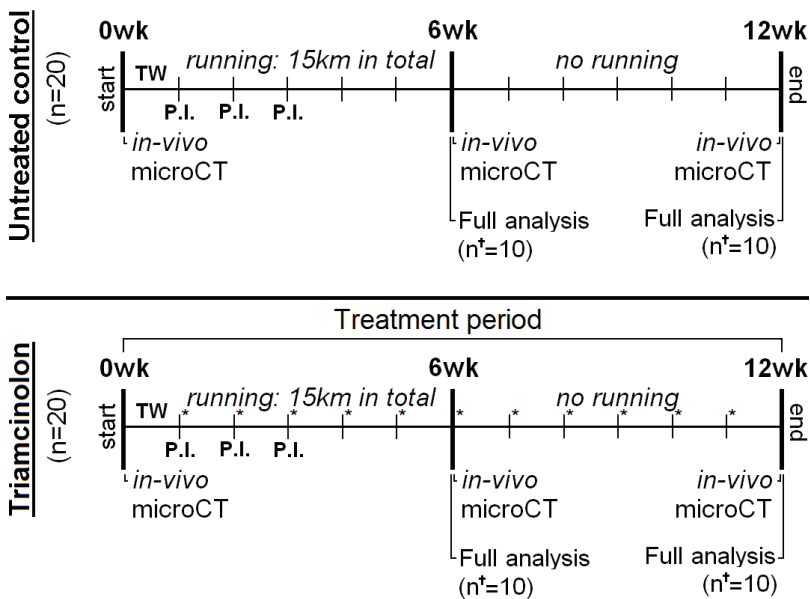 Untreated control
(n=20)
0wk 6wk 12wk
start TW running: 15km in total no running end
P.I. P.I. P.I.
in-vivo microCT
in-vivo microCT
in-vivo microCT
Full analysis
(n†=10)
Full analysis
(n†=10)
Treatment period
Triamcinolon
(n=20)
0wk 6wk 12wk
start TW running: 15km in total no running end
* * * * * * * * * * *
P.I. P.I. P.I.
in-vivo microCT
in-vivo microCT
in-vivo microCT
Full analysis
(n†=10)
Full analysis
(n†=10)